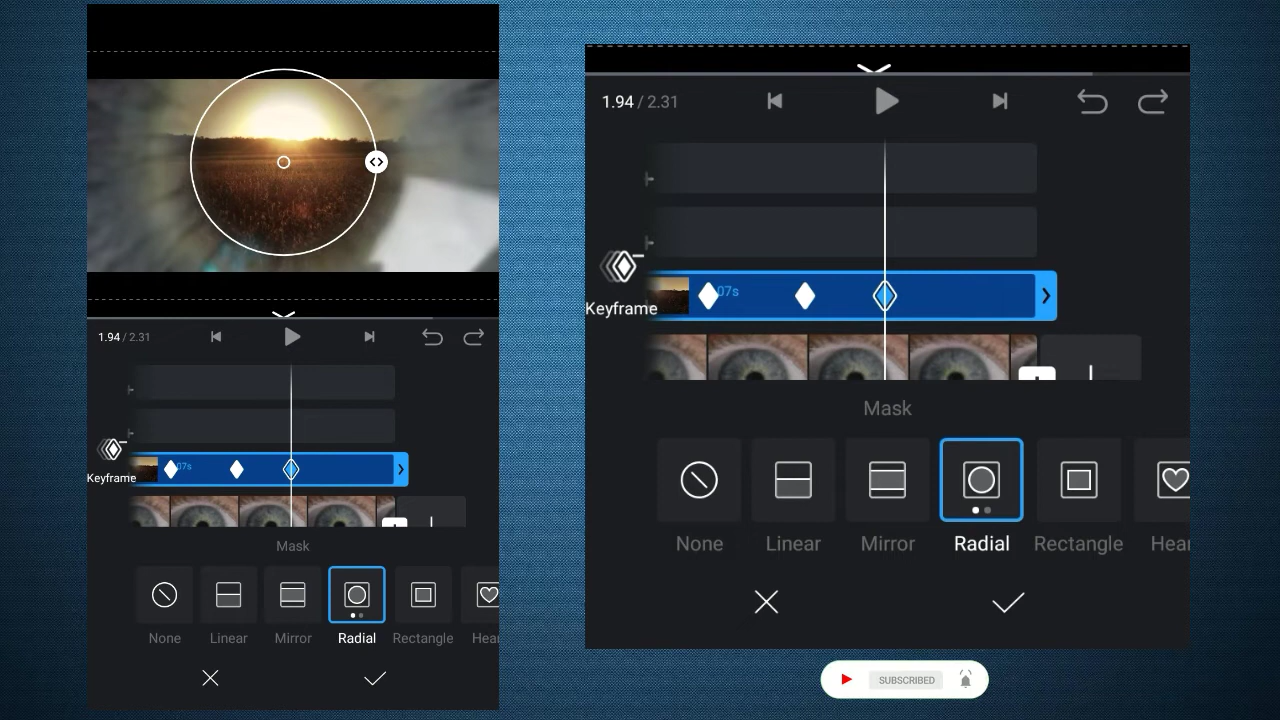 1.94 / 2.31
07s
Keyframe
Mask
None
Linear
Mirror
Radial
Rectangle
Hear
1.94 / 2.31
07s
Keyframe
Mask
None
Linear
Mirror
Radial
Rectangle
Hear
SUBSCRIBED